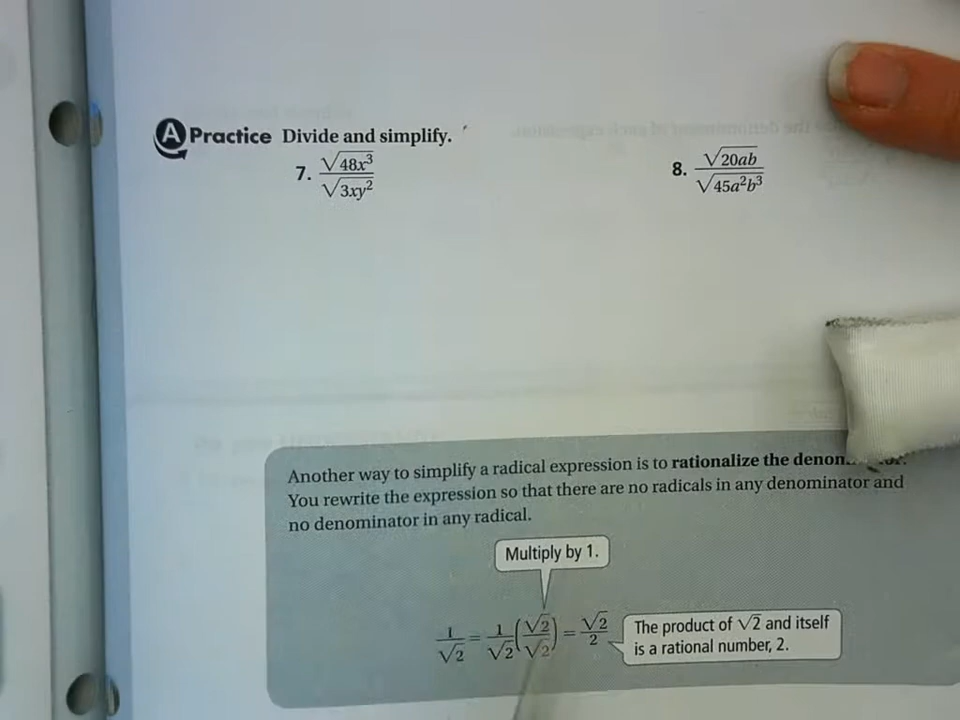 A Practice Divide and simplify.
7. √48x³ / √3xy²
8. √20ab / √45a²b³
Another way to simplify a radical expression is to rationalize the
You rewrite the expression so that there are no radicals in any denominator and
no denominator in any radical.
Multiply by 1.
1/√2 = 1/√2 (√2/√2) = √2/2
The product of √2 and itself
is a rational number, 2.